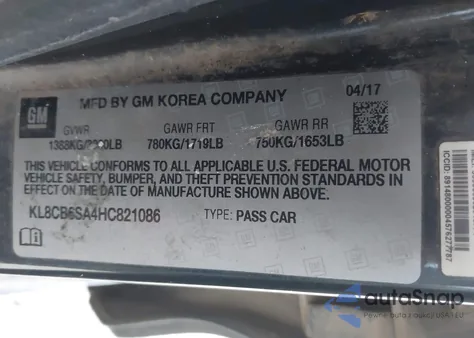 GM
MFD BY GM KOREA COMPANY 04/17
GVWR GAWR FRT GAWR RR
780KG/1719LB 750KG/1653LB
THIS VEHICLE CONFORMS TO ALL APPLICABLE U.S. FEDERAL MOTOR
VEHICLE SAFETY, BUMPER, AND THEFT PREVENTION STANDARDS IN
EFFECT ON THE DATE OF MANUFACTURE SHOWN ABOVE.
KL8CB6SA4HC821086 TYPE: PASS CAR
autoSnap